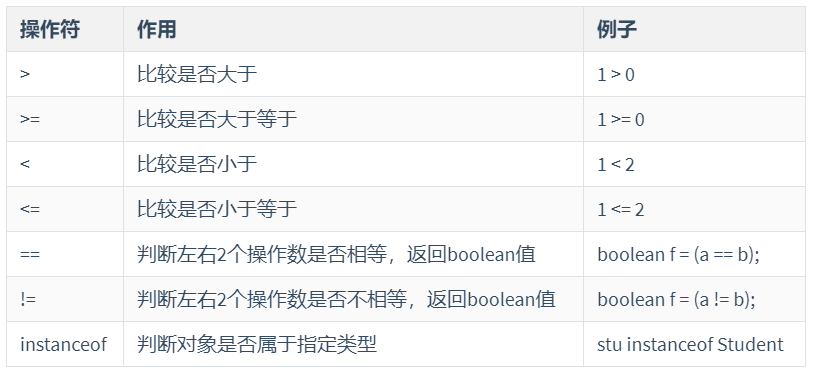 操作符 作用 例子
> 比较是否大于 1 > 0
>= 比较是否大于等于 1 >= 0
< 比较是否小于 1 < 2
<= 比较是否小于等于 1 <= 2
== 判断左右2个操作数是否相等，返回boolean值 boolean f = (a == b);
!= 判断左右2个操作数是否不相等，返回boolean值 boolean f = (a != b);
instanceof 判断对象是否属于指定类型 stu instanceof Student